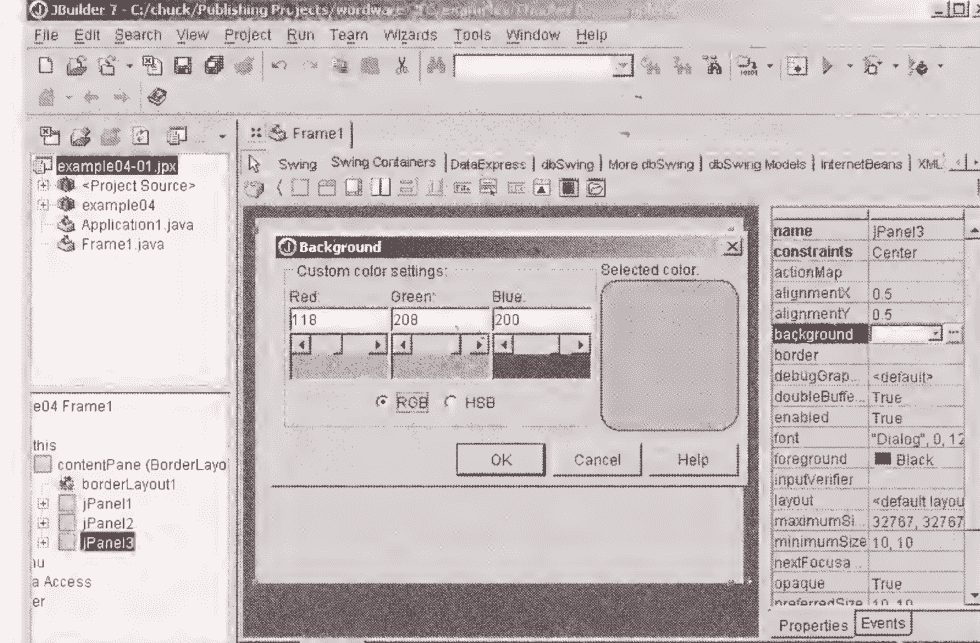 JBuilder 7 - C:/chuck/Publishing Projects/wordware
File Edit Search View Project Run Team Wizards Tools Window Help
Frame1
Swing Swing Containers DataExpress dbSwing More dbSwing dbSwing Models InternetBeans XML
example04-01.jpx
<Project Source>
example04
Application1.java
Frame1.java
e04 Frame1
this
contentPane (BorderLayo
borderLayout1
jPanel1
jPanel2
jPanel3
nu
a Access
er
Background
Custom color settings:
Selected color.
Red: Green: Blue:
118 208 200
RGB HSB
OK Cancel Help
name jPanel3
constraints Center
actionMap
alignmentX 0.5
alignmentY 0.5
background ...
border
debugGrap... <default>
doubleBuffe... True
enabled True
font "Dialog", 0, 12
foreground Black
inputVerifier
layout <default layou
maximumSi... 32767, 32767
minimumSize 10, 10
nextFocusa...
opaque True
preferredSize 10, 10
Properties Events